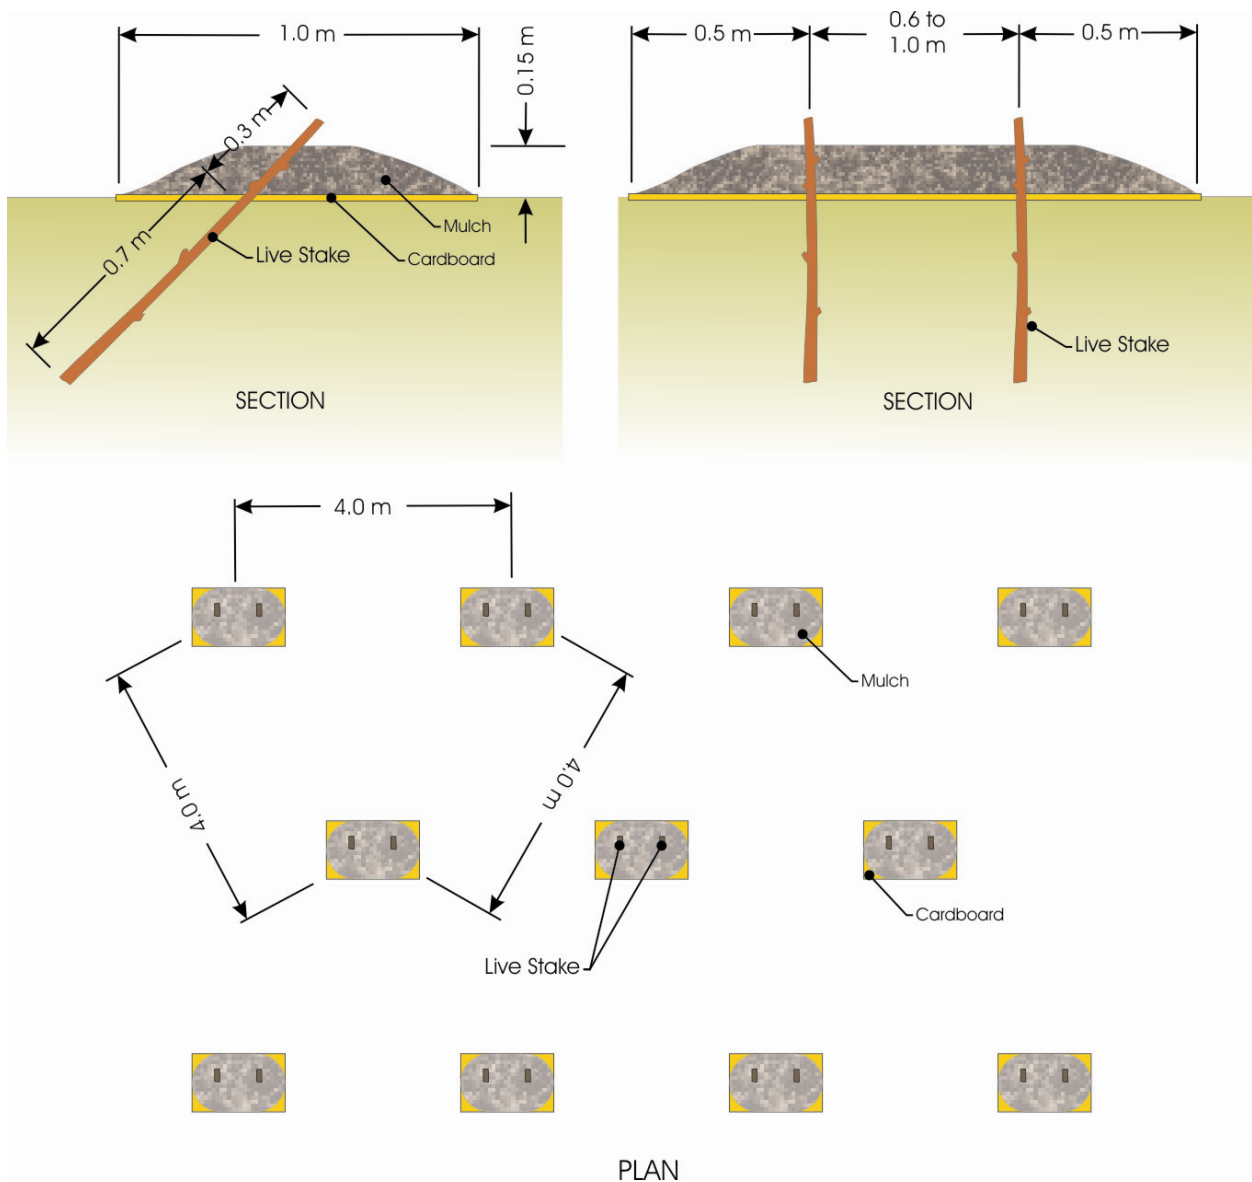 1.0 m
0.15 m
0.3 m
0.7 m
Mulch
Live Stake
Cardboard
SECTION
0.5 m
0.6 to
1.0 m
0.5 m
Live Stake
SECTION
4.0 m
Mulch
4.0 m
4.0 m
Cardboard
Live Stake
PLAN